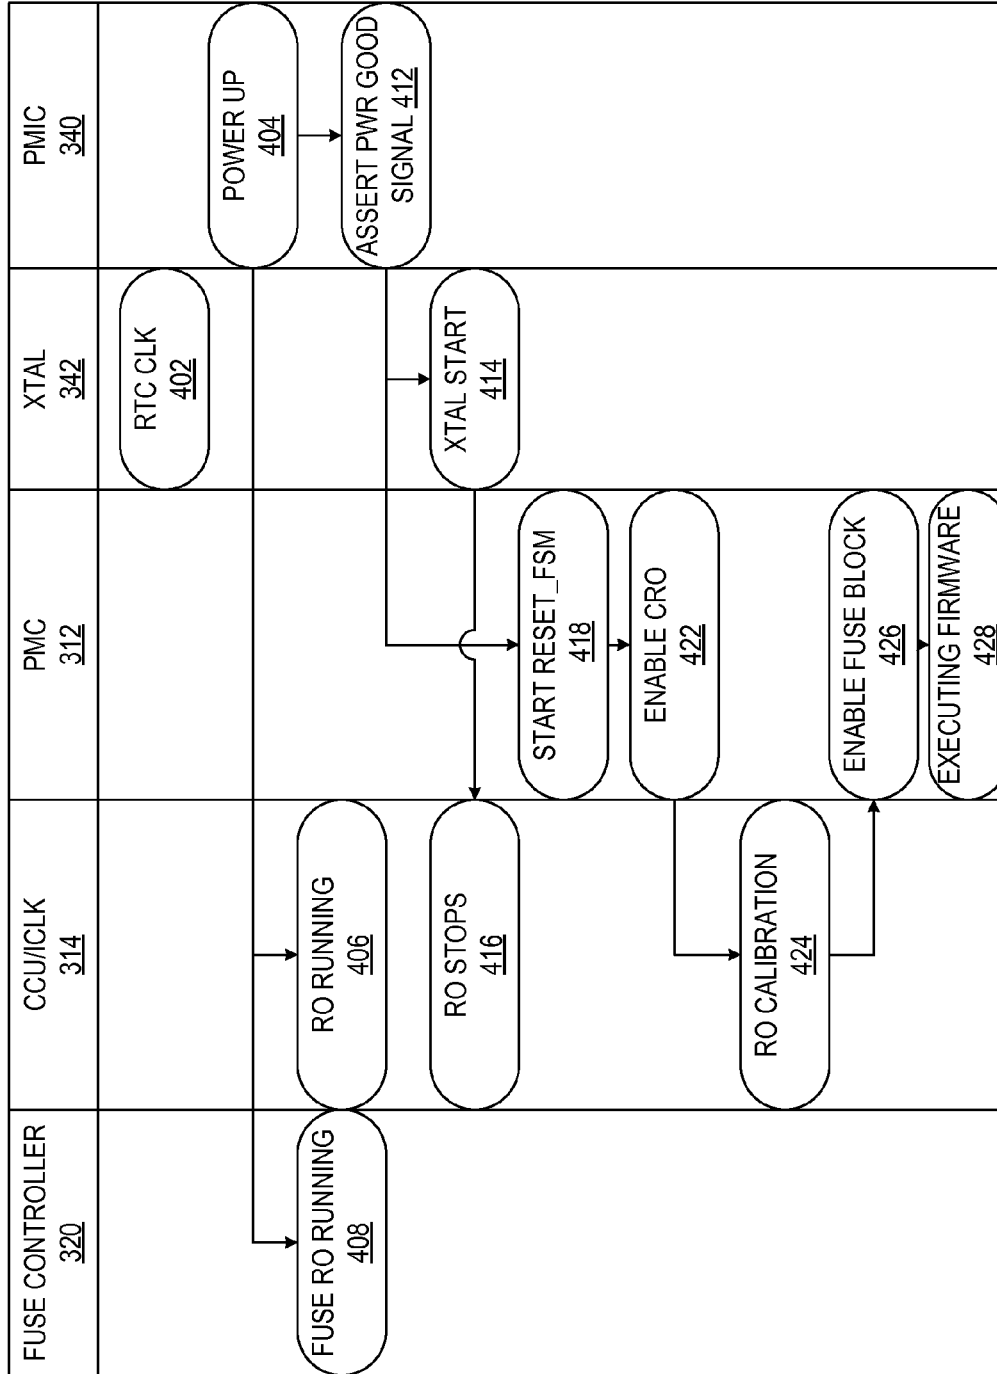 FUSE CONTROLLER
320
CCU/ICLK
314
PMC
312
XTAL
342
PMIC
340
RTC CLK
402
POWER UP
404
FUSE RO RUNNING
408
RO RUNNING
406
ASSERT PWR GOOD
SIGNAL 412
RO STOPS
416
XTAL START
414
START RESET_FSM
418
ENABLE CRO
422
RO CALIBRATION
424
ENABLE FUSE BLOCK
426
EXECUTING FIRMWARE
428